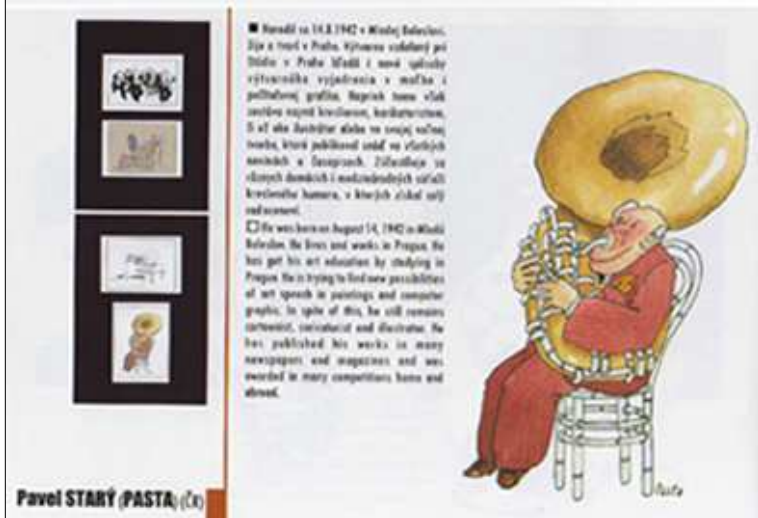 ■ Narodil sa 14.8.1942 v Mladej Boleslavi.
Žije a tvorí v Prahe. Výtvarne vzdelaný pri
štúdiu v Prahe hľadá i nové spôsoby
výtvarného vyjadrenia v maľbe i
počítačovej grafike. Napriek tomu však
zostáva najmä kresliarom, karikaturistom,
či už ako ilustrátor alebo vo svojej voľnej
tvorbe, ktorú publikoval snáď vo všetkých
novinách a časopisoch. Zúčastňuje sa
rôznych domácich i medzinárodných súťaží
kresleného humoru, v ktorých získal celý
rad ocenení.
☐ He was born on August 14, 1942 in Mladá
Boleslav. He lives and works in Prague. He
has got his art education by studying in
Prague. He is trying to find new possibilities
of art speech in paintings and computer
graphic. In spite of this, he still remains
cartoonist, caricaturist and illustrator. He
has published his works in many
newspapers and magazines and was
awarded in many competitions home and
abroad.
Pavel STARÝ (PASTA) (ČR)
Pasta